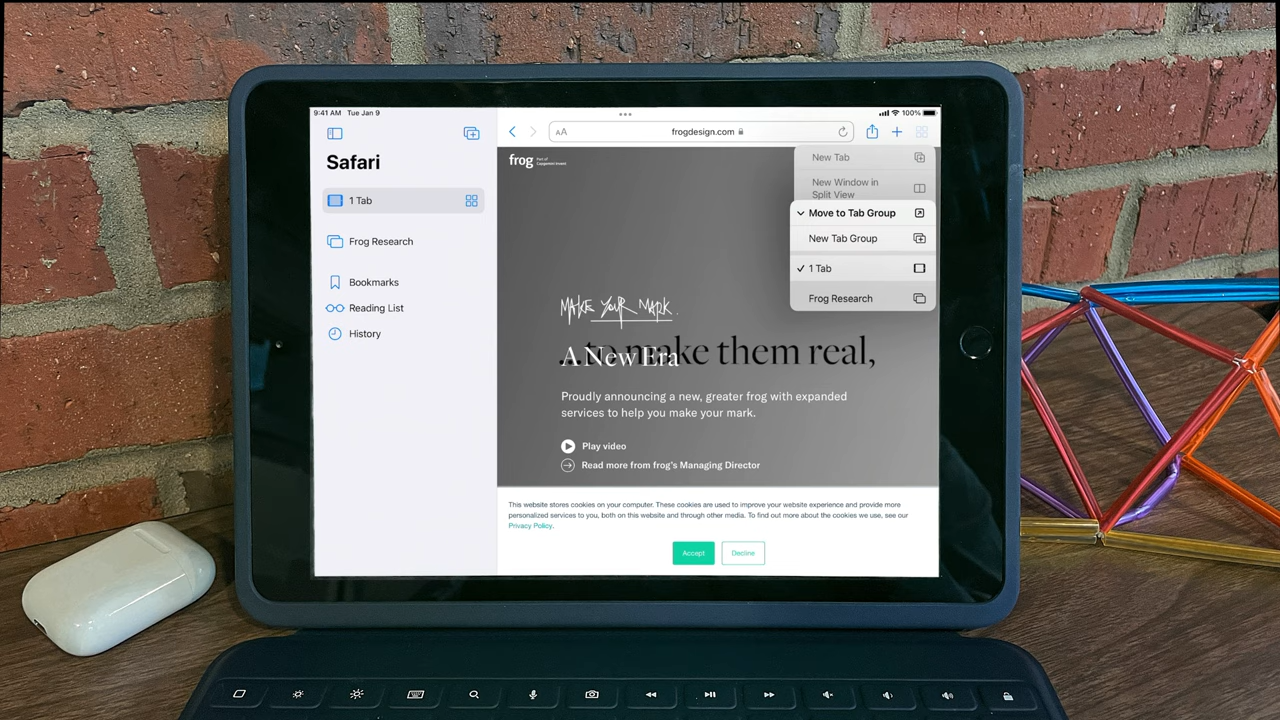 9:41 AM Tue Jan 9
100%
Safari
1 Tab
Frog Research
Bookmarks
Reading List
History
AA
frogdesign.com
frog
Part of
Capgemini Invent
New Tab
New Window in
Split View
Move to Tab Group
New Tab Group
1 Tab
Frog Research
MAKE YOUR MARK.
...to make them real,
A New Era
Proudly announcing a new, greater frog with expanded
services to help you make your mark.
Play video
Read more from frog's Managing Director
This website stores cookies on your computer. These cookies are used to improve your website experience and provide more
personalized services to you, both on this website and through other media. To find out more about the cookies we use, see our
Privacy Policy.
Accept
Decline